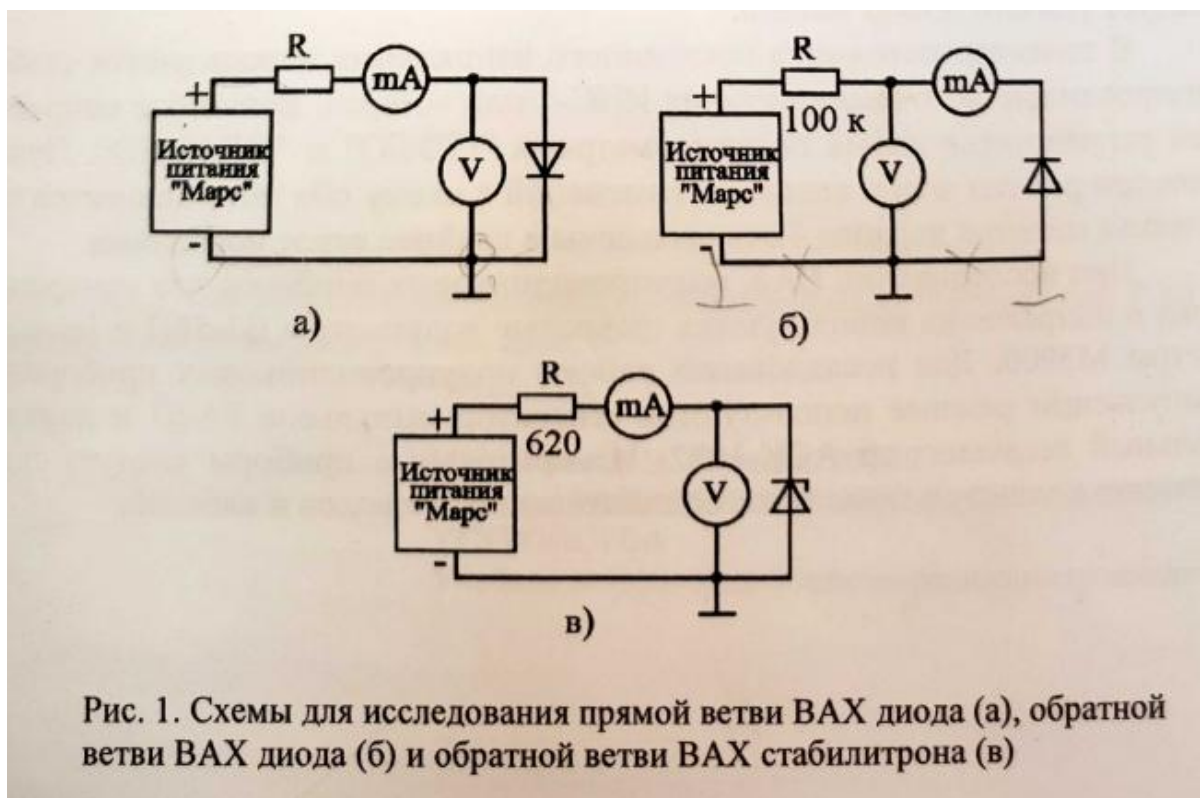 R
mA
+
Источник
питания
"Марс"
V
-
а)
R
100 к
mA
+
Источник
питания
"Марс"
V
-
б)
R
620
mA
+
Источник
питания
"Марс"
V
-
в)
Рис. 1. Схемы для исследования прямой ветви ВАХ диода (а), обратной
ветви ВАХ диода (б) и обратной ветви ВАХ стабилитрона (в)